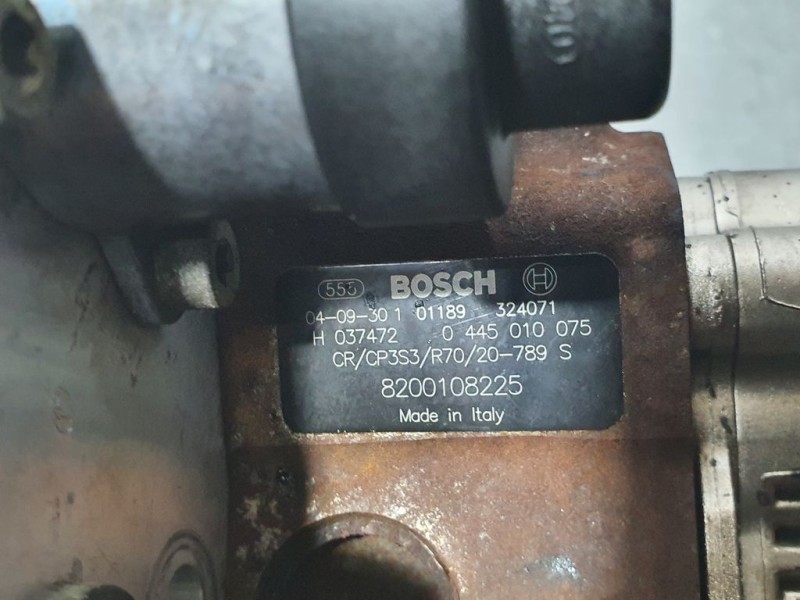 553 BOSCH
04-09-30 1 01189 324071
H 037472 0 445 010 075
CR/CP3S3/R70/20-789 S
8200108225
Made in Italy